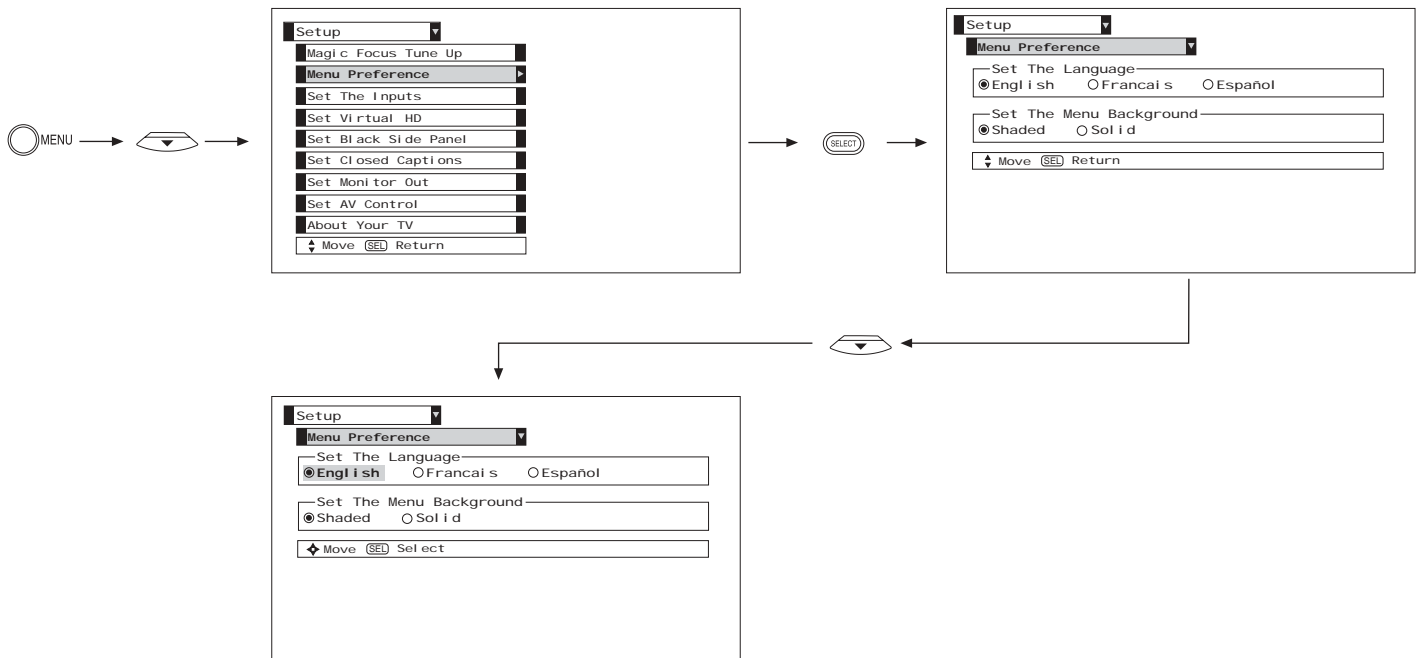 MENU
Setup
Magic Focus Tune Up
Menu Preference
Set The Inputs
Set Virtual HD
Set Black Side Panel
Set Closed Captions
Set Monitor Out
Set AV Control
About Your TV
Move SEL Return
SELECT
Setup
Menu Preference
Set The Language
English Francais Español
Set The Menu Background
Shaded Solid
Move SEL Return
Setup
Menu Preference
Set The Language
English Francais Español
Set The Menu Background
Shaded Solid
Move SEL Select